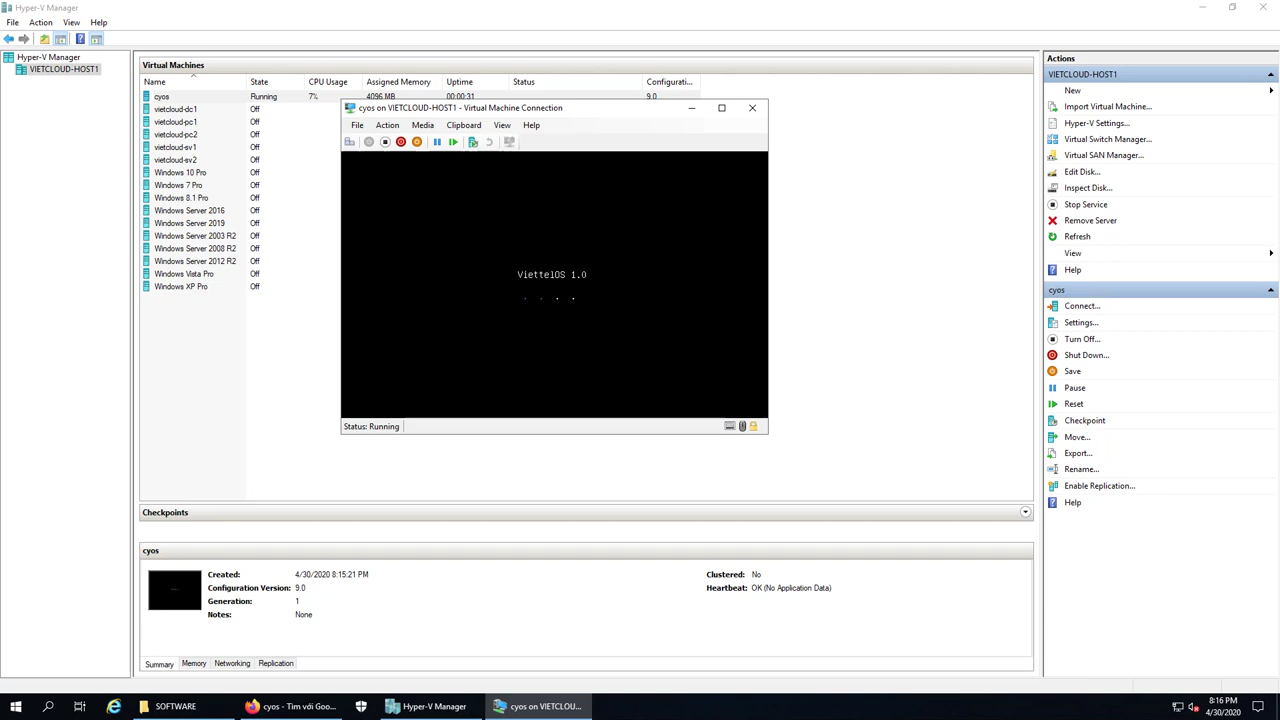 Hyper-V Manager
File Action View Help
Hyper-V Manager
VIETCLOUD-HOST1
Virtual Machines
Name State CPU Usage Assigned Memory Uptime Status Configurati...
cyos Running 7% 4096 MB 00:00:31 9.0
vietcloud-dc1 Off
vietcloud-pc1 Off
vietcloud-pc2 Off
vietcloud-sv1 Off
vietcloud-sv2 Off
Windows 10 Pro Off
Windows 7 Pro Off
Windows 8.1 Pro Off
Windows Server 2016 Off
Windows Server 2019 Off
Windows Server 2003 R2 Off
Windows Server 2008 R2 Off
Windows Server 2012 R2 Off
Windows Vista Pro Off
Windows XP Pro Off
cyos on VIETCLOUD-HOST1 - Virtual Machine Connection
File Action Media Clipboard View Help
ViettelOS 1.0
. . . .
Status: Running
Checkpoints
cyos
Created: 4/30/2020 8:15:21 PM
Configuration Version: 9.0
Generation: 1
Notes: None
Clustered: No
Heartbeat: OK (No Application Data)
Summary Memory Networking Replication
Actions
VIETCLOUD-HOST1
New
Import Virtual Machine...
Hyper-V Settings...
Virtual Switch Manager...
Virtual SAN Manager...
Edit Disk...
Inspect Disk...
Stop Service
Remove Server
Refresh
View
Help
cyos
Connect...
Settings...
Turn Off...
Shut Down...
Save
Pause
Reset
Checkpoint
Move...
Export...
Rename...
Enable Replication...
Help
SOFTWARE
cyos - Tìm với Goo...
Hyper-V Manager
cyos on VIETCLOU...
8:16 PM
4/30/2020